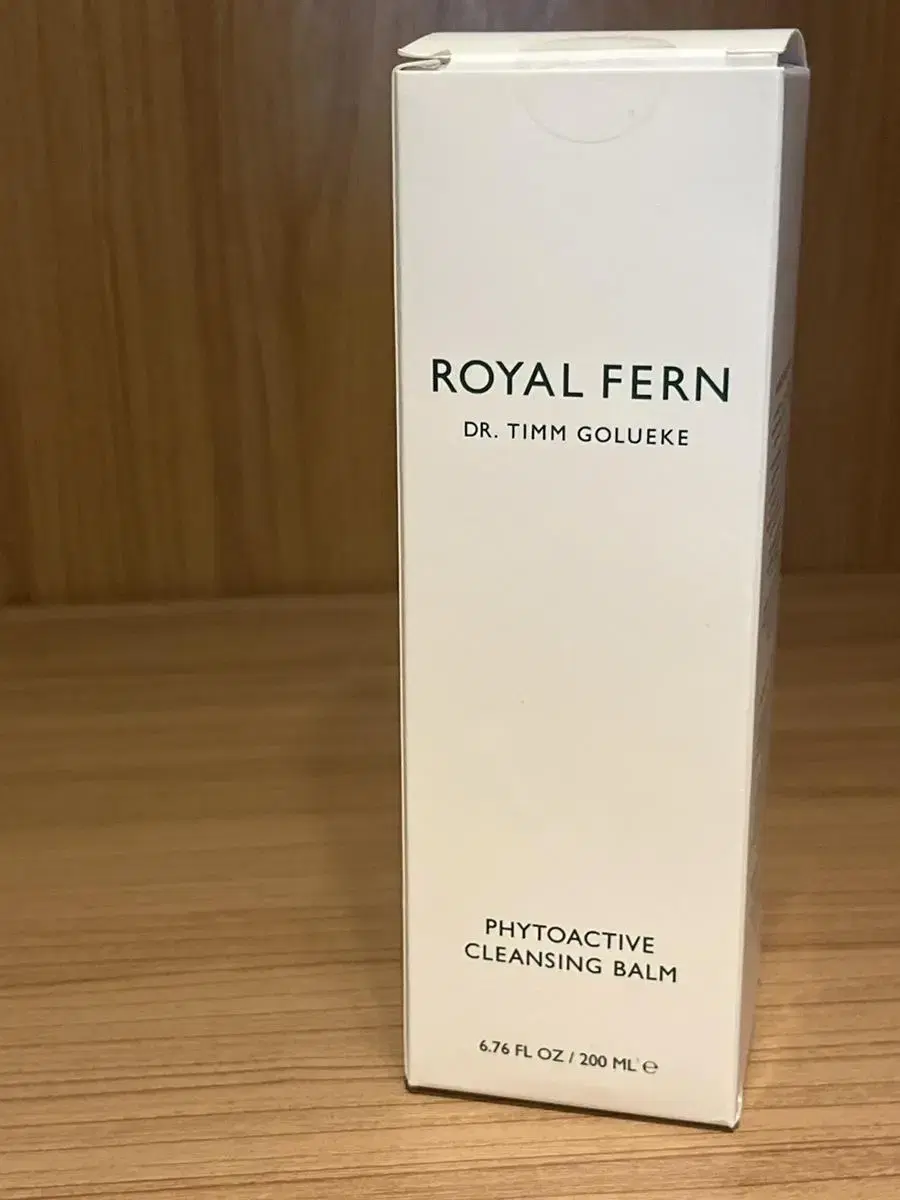 ROYAL FERN
DR. TIMM GOLUEKE
PHYTOACTIVE
CLEANSING BALM
6.76 FL OZ / 200 ML ℮